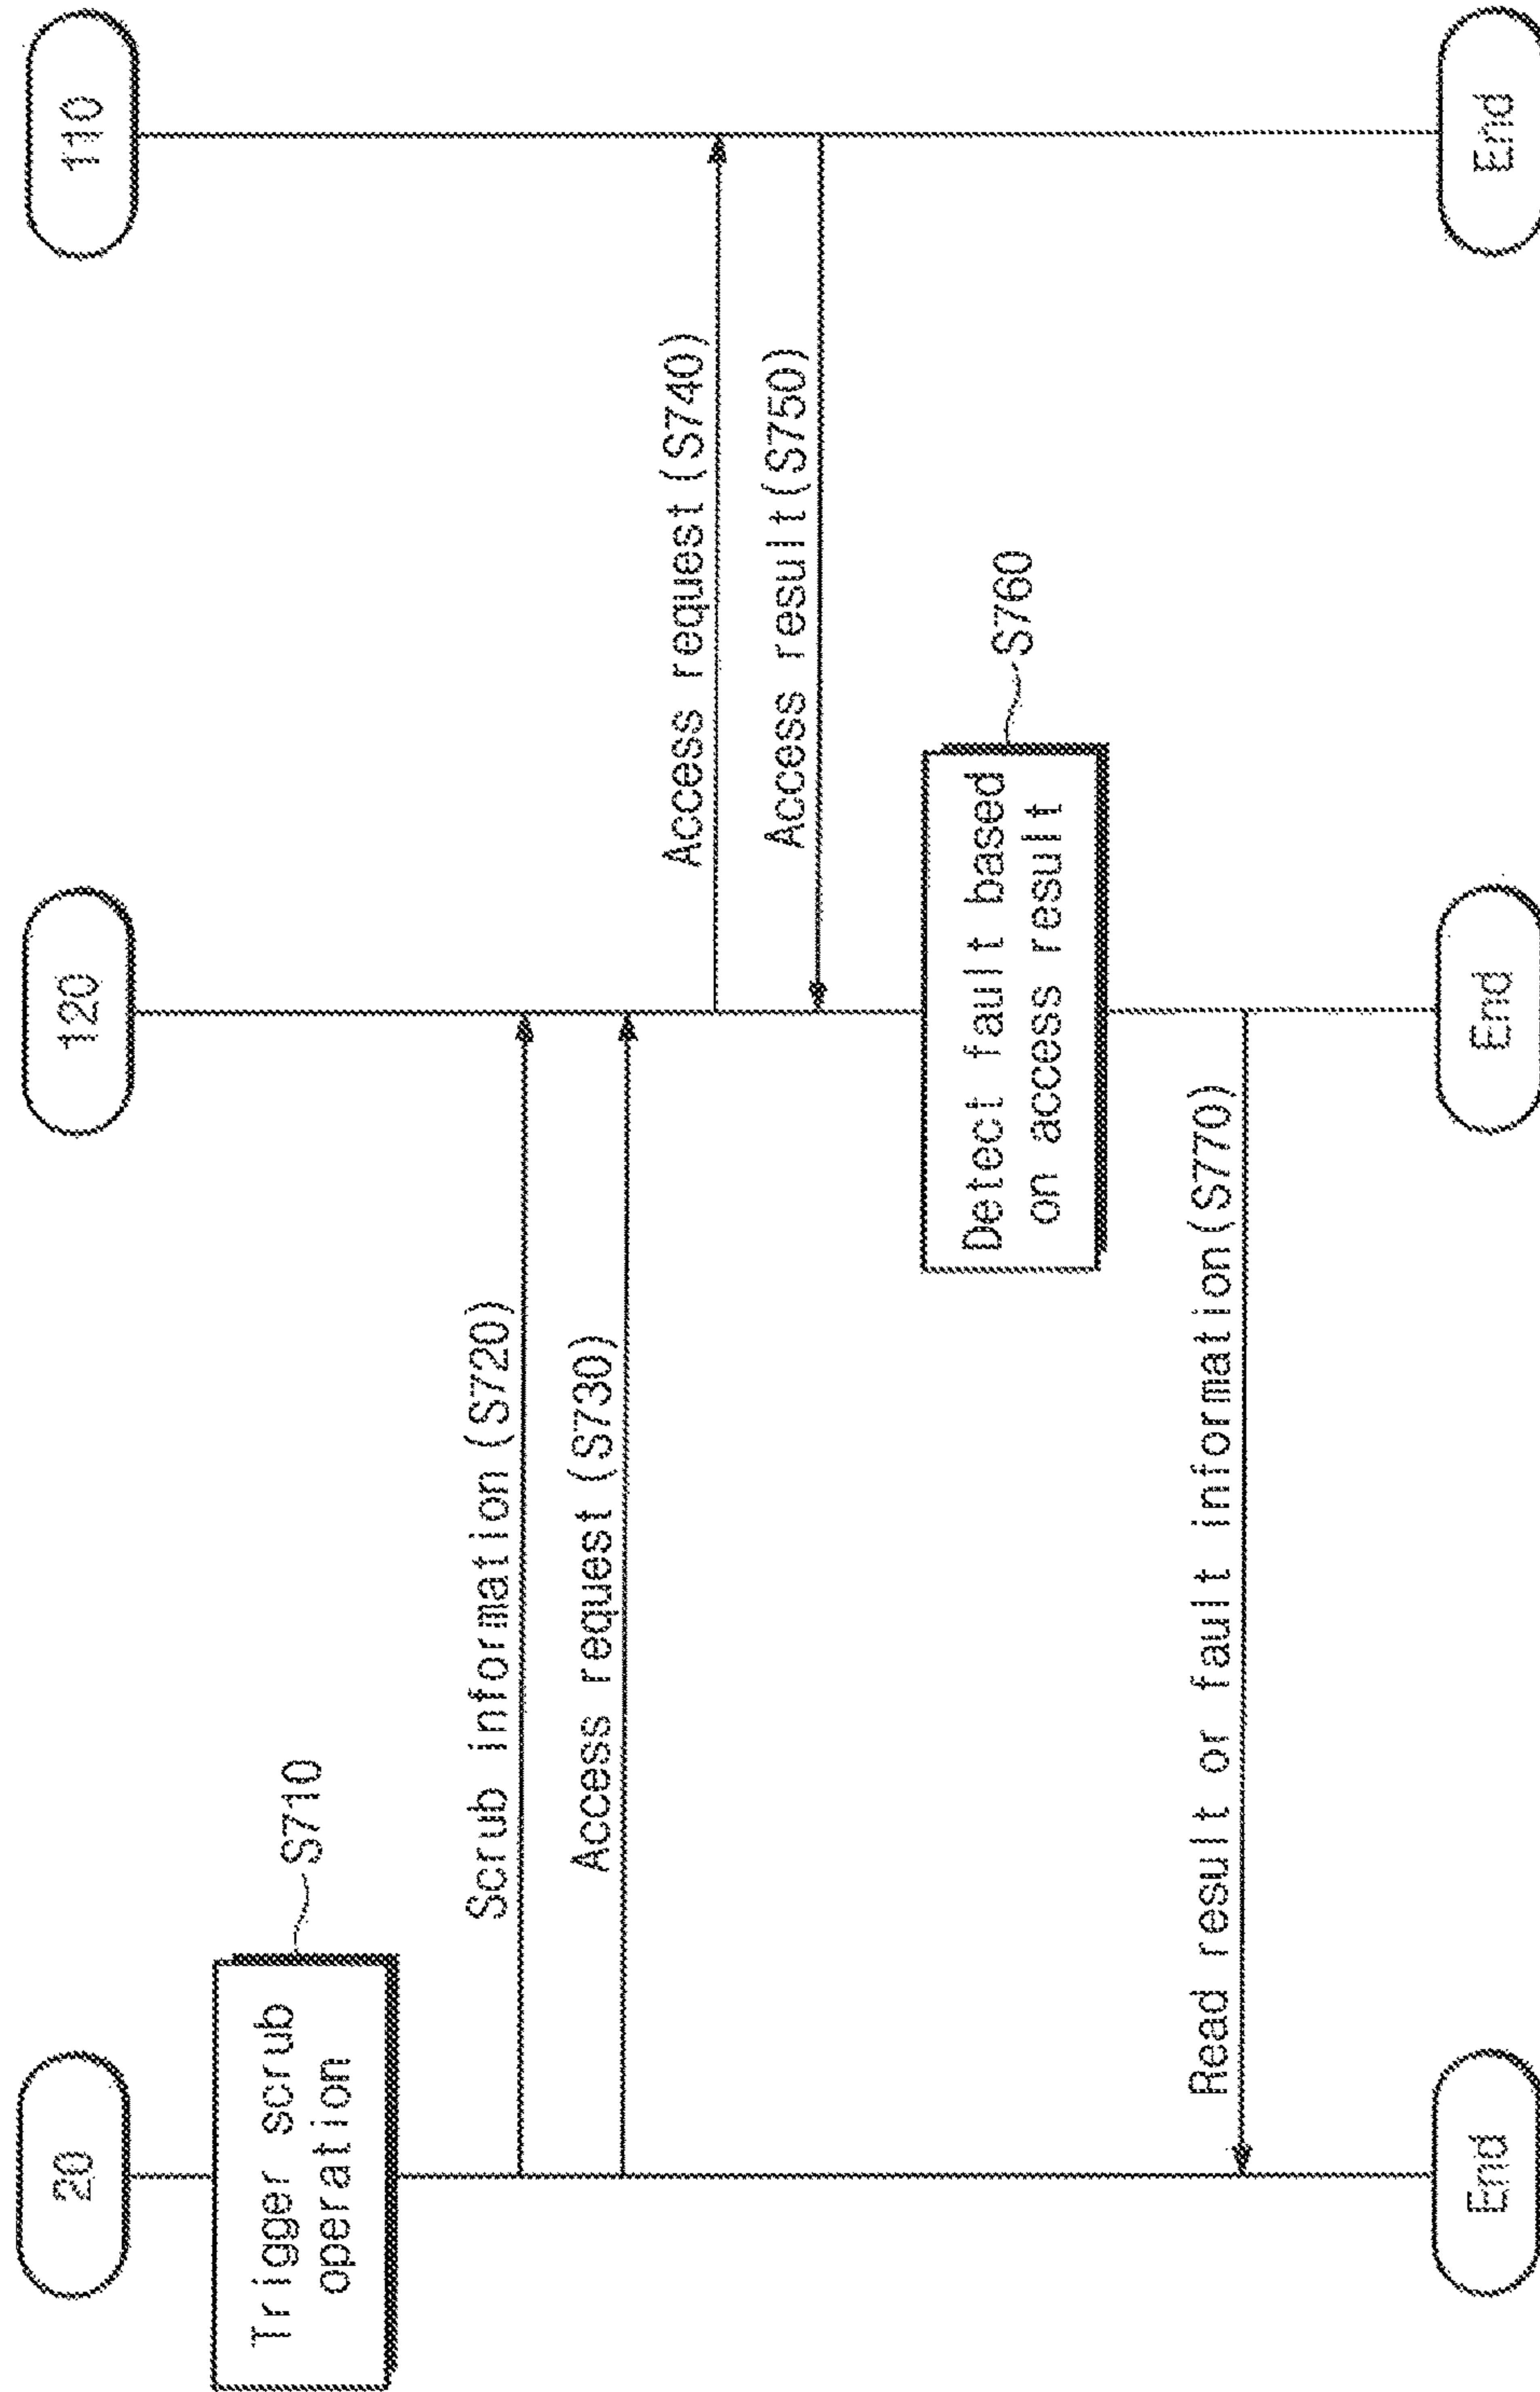 20
120
110
Trigger scrub
operation
S710
Scrub information(S720)
Access request(S730)
Access request(S740)
Access result(S750)
Detect fault based
on access result
S760
Read result or fault information(S770)
End
End
End